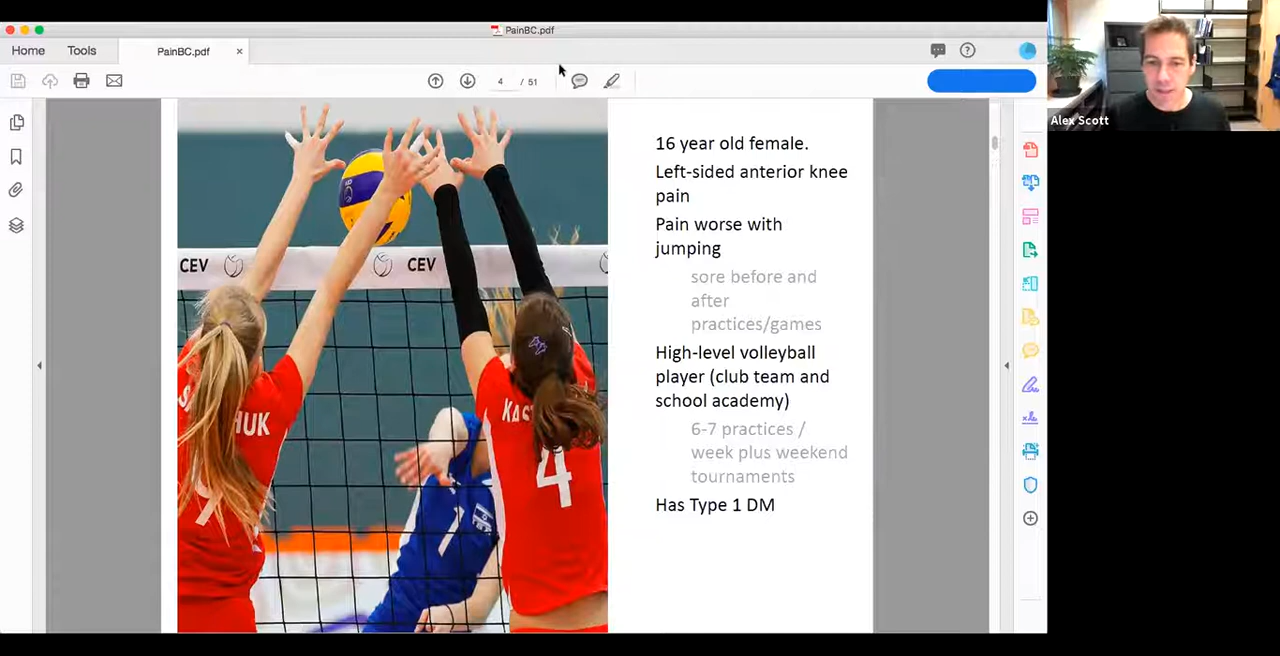 PainBC.pdf
Home
Tools
PainBC.pdf
4 / 51
Alex Scott
CEV
CEV
HUK
KAS
4
16 year old female.
Left-sided anterior knee
pain
Pain worse with
jumping
sore before and
after
practices/games
High-level volleyball
player (club team and
school academy)
6-7 practices /
week plus weekend
tournaments
Has Type 1 DM